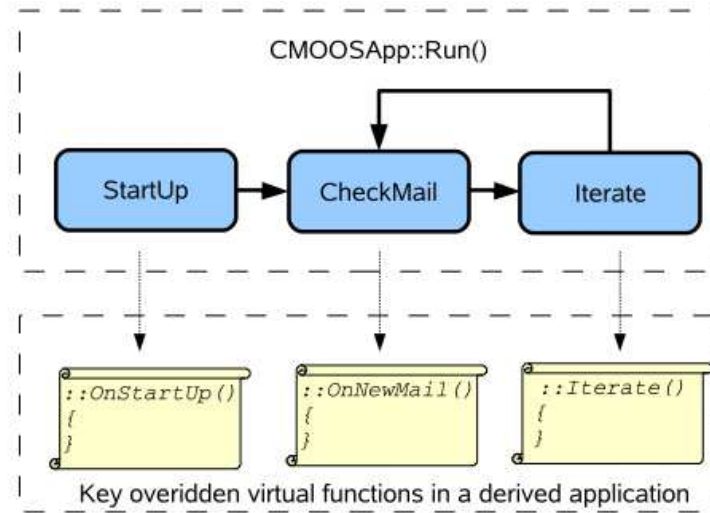 CMOOSApp::Run()
StartUp
CheckMail
Iterate
::OnStartUp()
{
}
::OnNewMail()
{
}
::Iterate()
{
}
Key overidden virtual functions in a derived application